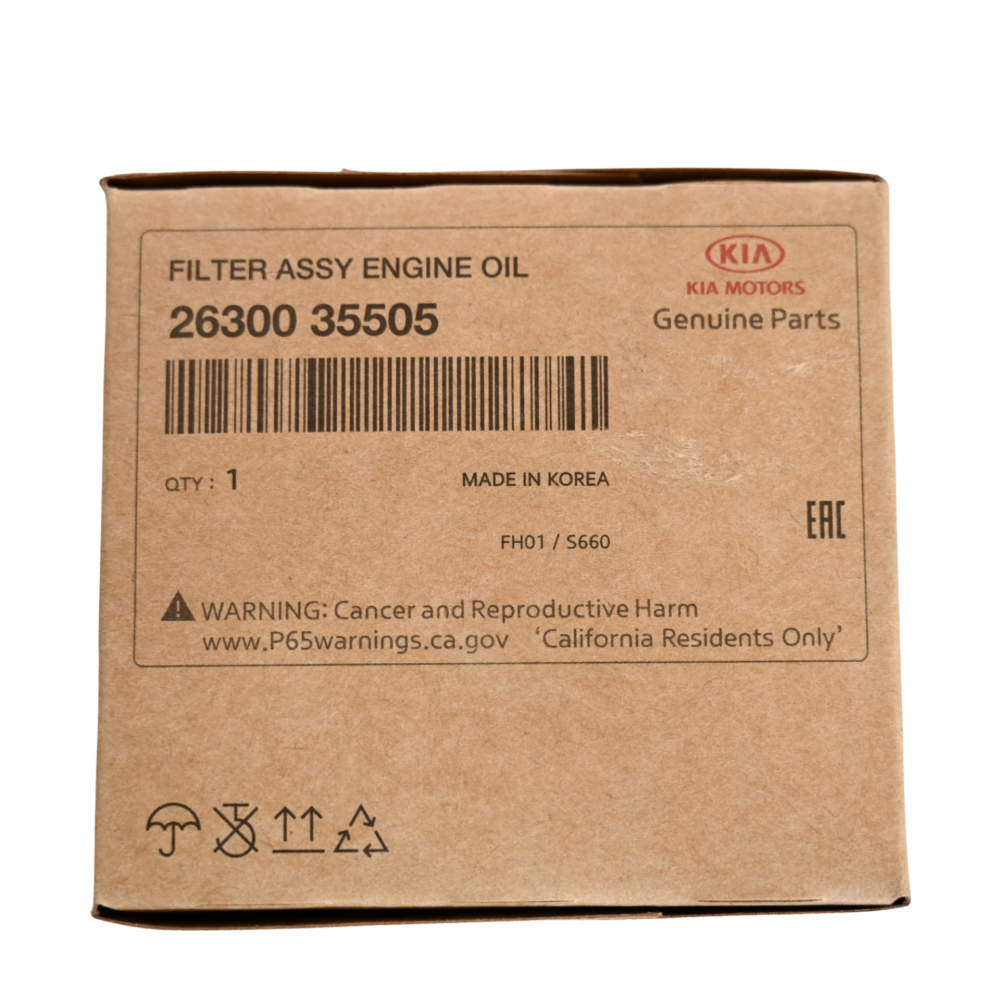 FILTER ASSY ENGINE OIL
26300 35505
KIA
KIA MOTORS
Genuine Parts
QTY : 1
MADE IN KOREA
FH01 / S660
EAC
WARNING: Cancer and Reproductive Harm
www.P65warnings.ca.gov 'California Residents Only'